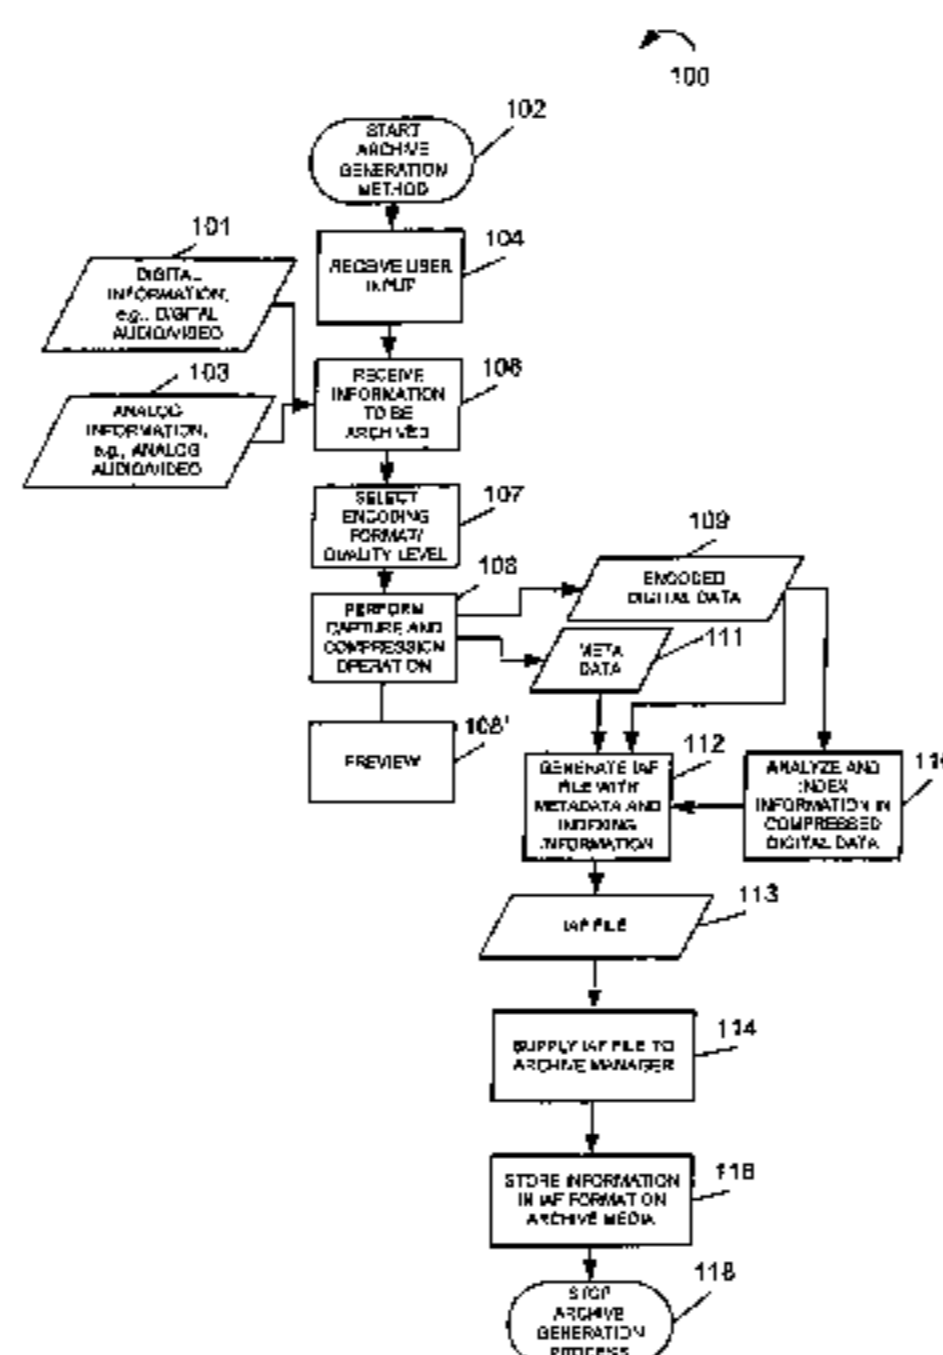 100
102
START
ARCHIVE
GENERATION
METHOD
101
104
RECEIVE USER
INPUT
DIGITAL
INFORMATION,
e.g., DIGITAL
AUDIO/VIDEO
103
106
RECEIVE
INFORMATION
TO BE
ARCHIVED
ANALOG
INFORMATION,
e.g., ANALOG
AUDIO/VIDEO
107
SELECT
ENCODING
FORMAT/
QUALITY LEVEL
109
108
ENCODED
DIGITAL DATA
PERFORM
CAPTURE AND
COMPRESSION
OPERATION
111
META
DATA
108'
PREVIEW
112
GENERATE IAF
FILE WITH
METADATA AND
INDEXING
INFORMATION
ANALYZE AND
INDEX
INFORMATION IN
COMPRESSED
DIGITAL DATA
113
IAF FILE
114
SUPPLY IAF FILE TO
ARCHIVE MANAGER
116
STORE INFORMATION
IN IAF FORMAT ON
ARCHIVE MEDIA
118
STOP
ARCHIVE
GENERATION
PROCESS